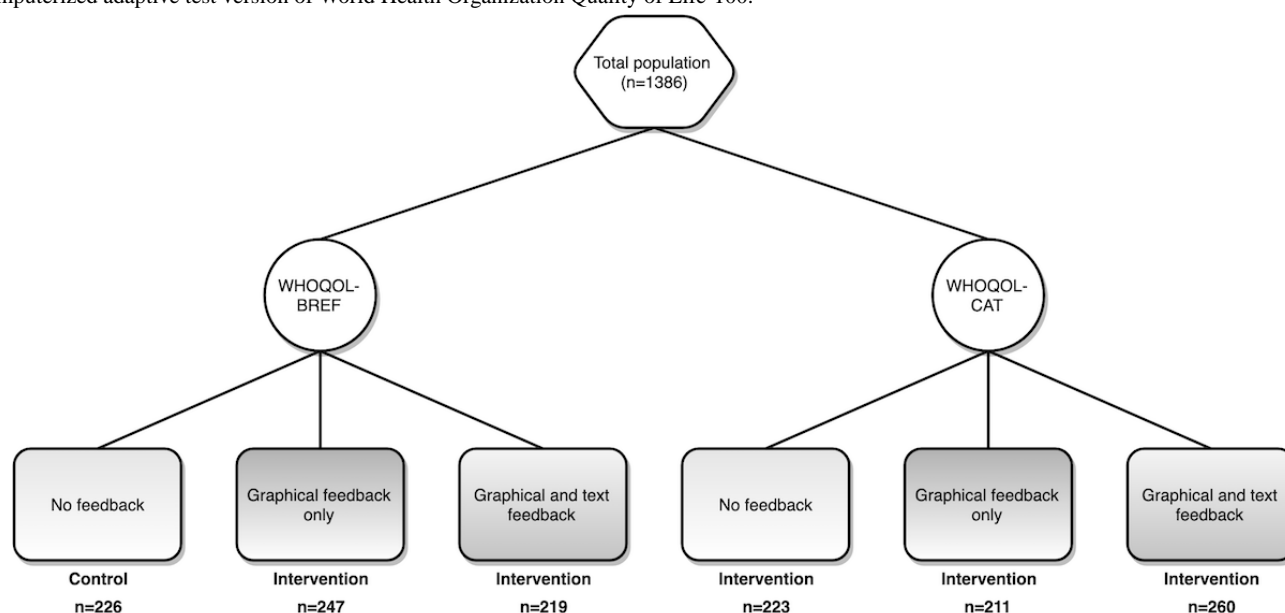 computerized adaptive test version of World Health Organization Quality of Life-100.
Total population
(n=1386)
WHOQOL-
BREF
WHOQOL-
CAT
No feedback
Graphical feedback
only
Graphical and text
feedback
No feedback
Graphical feedback
only
Graphical and text
feedback
Control
Intervention
Intervention
Intervention
Intervention
Intervention
n=226
n=247
n=219
n=223
n=211
n=260